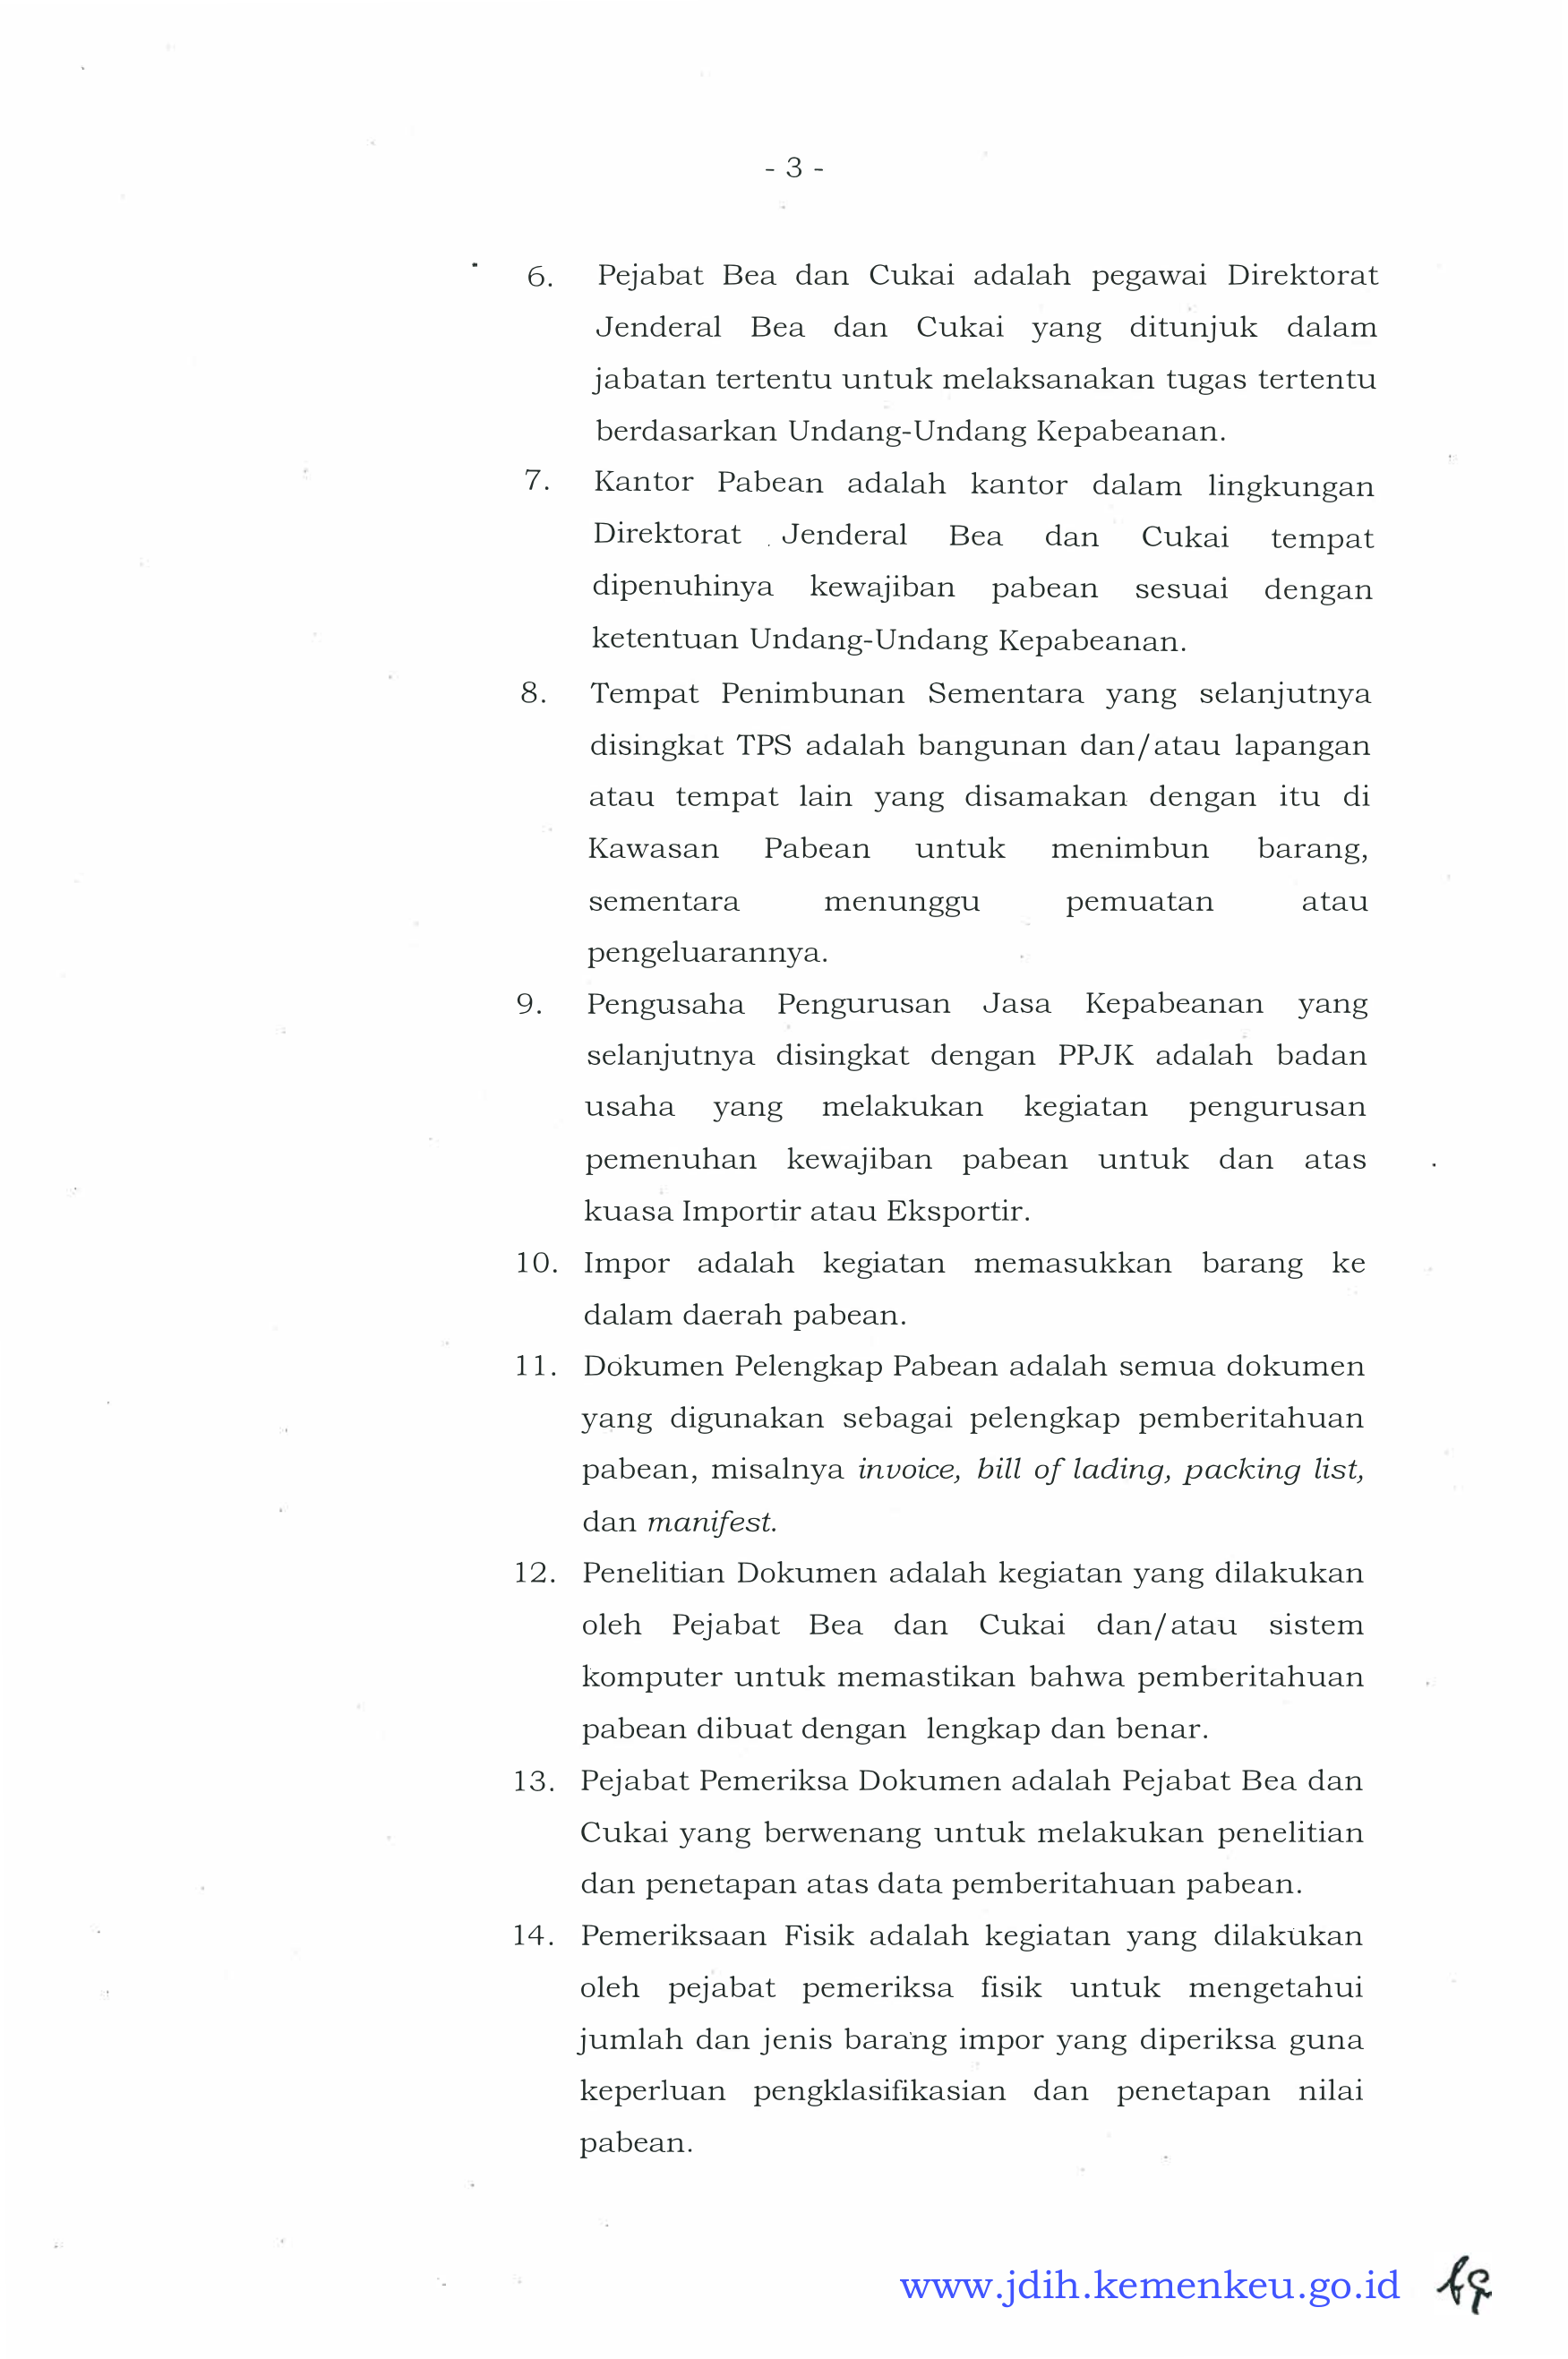 - 3 -
6. Pejabat Bea dan Cukai adalah pegawai Direktorat
Jenderal Bea dan Cukai yang ditunjuk dalam
jabatan tertentu untuk melaksanakan tugas tertentu
berdasarkan Undang-Undang Kepabeanan.
7. Kantor Pabean adalah kantor dalam lingkungan
Direktorat Jenderal Bea dan Cukai tempat
dipenuhinya kewajiban pabean sesuai dengan
ketentuan Undang-Undang Kepabeanan.
8. Tempat Penimbunan Sementara yang selanjutnya
disingkat TPS adalah bangunan dan/atau lapangan
atau tempat lain yang disamakan dengan itu di
Kawasan Pabean untuk menimbun barang,
sementara menunggu pemuatan atau
pengeluarannya.
9. Pengusaha Pengurusan Jasa Kepabeanan yang
selanjutnya disingkat dengan PPJK adalah badan
usaha yang melakukan kegiatan pengurusan
pemenuhan kewajiban pabean untuk dan atas
kuasa Importir atau Eksportir.
10. Impor adalah kegiatan memasukkan barang ke
dalam daerah pabean.
11. Dokumen Pelengkap Pabean adalah semua dokumen
yang digunakan sebagai pelengkap pemberitahuan
pabean, misalnya invoice, bill of lading, packing list,
dan manifest.
12. Penelitian Dokumen adalah kegiatan yang dilakukan
oleh Pejabat Bea dan Cukai dan/atau sistem
komputer untuk memastikan bahwa pemberitahuan
pabean dibuat dengan lengkap dan benar.
13. Pejabat Pemeriksa Dokumen adalah Pejabat Bea dan
Cukai yang berwenang untuk melakukan penelitian
dan penetapan atas data pemberitahuan pabean.
14. Pemeriksaan Fisik adalah kegiatan yang dilakukan
oleh pejabat pemeriksa fisik untuk mengetahui
jumlah dan jenis barang impor yang diperiksa guna
keperluan pengklasifikasian dan penetapan nilai
pabean.
www.jdih.kemenkeu.go.id